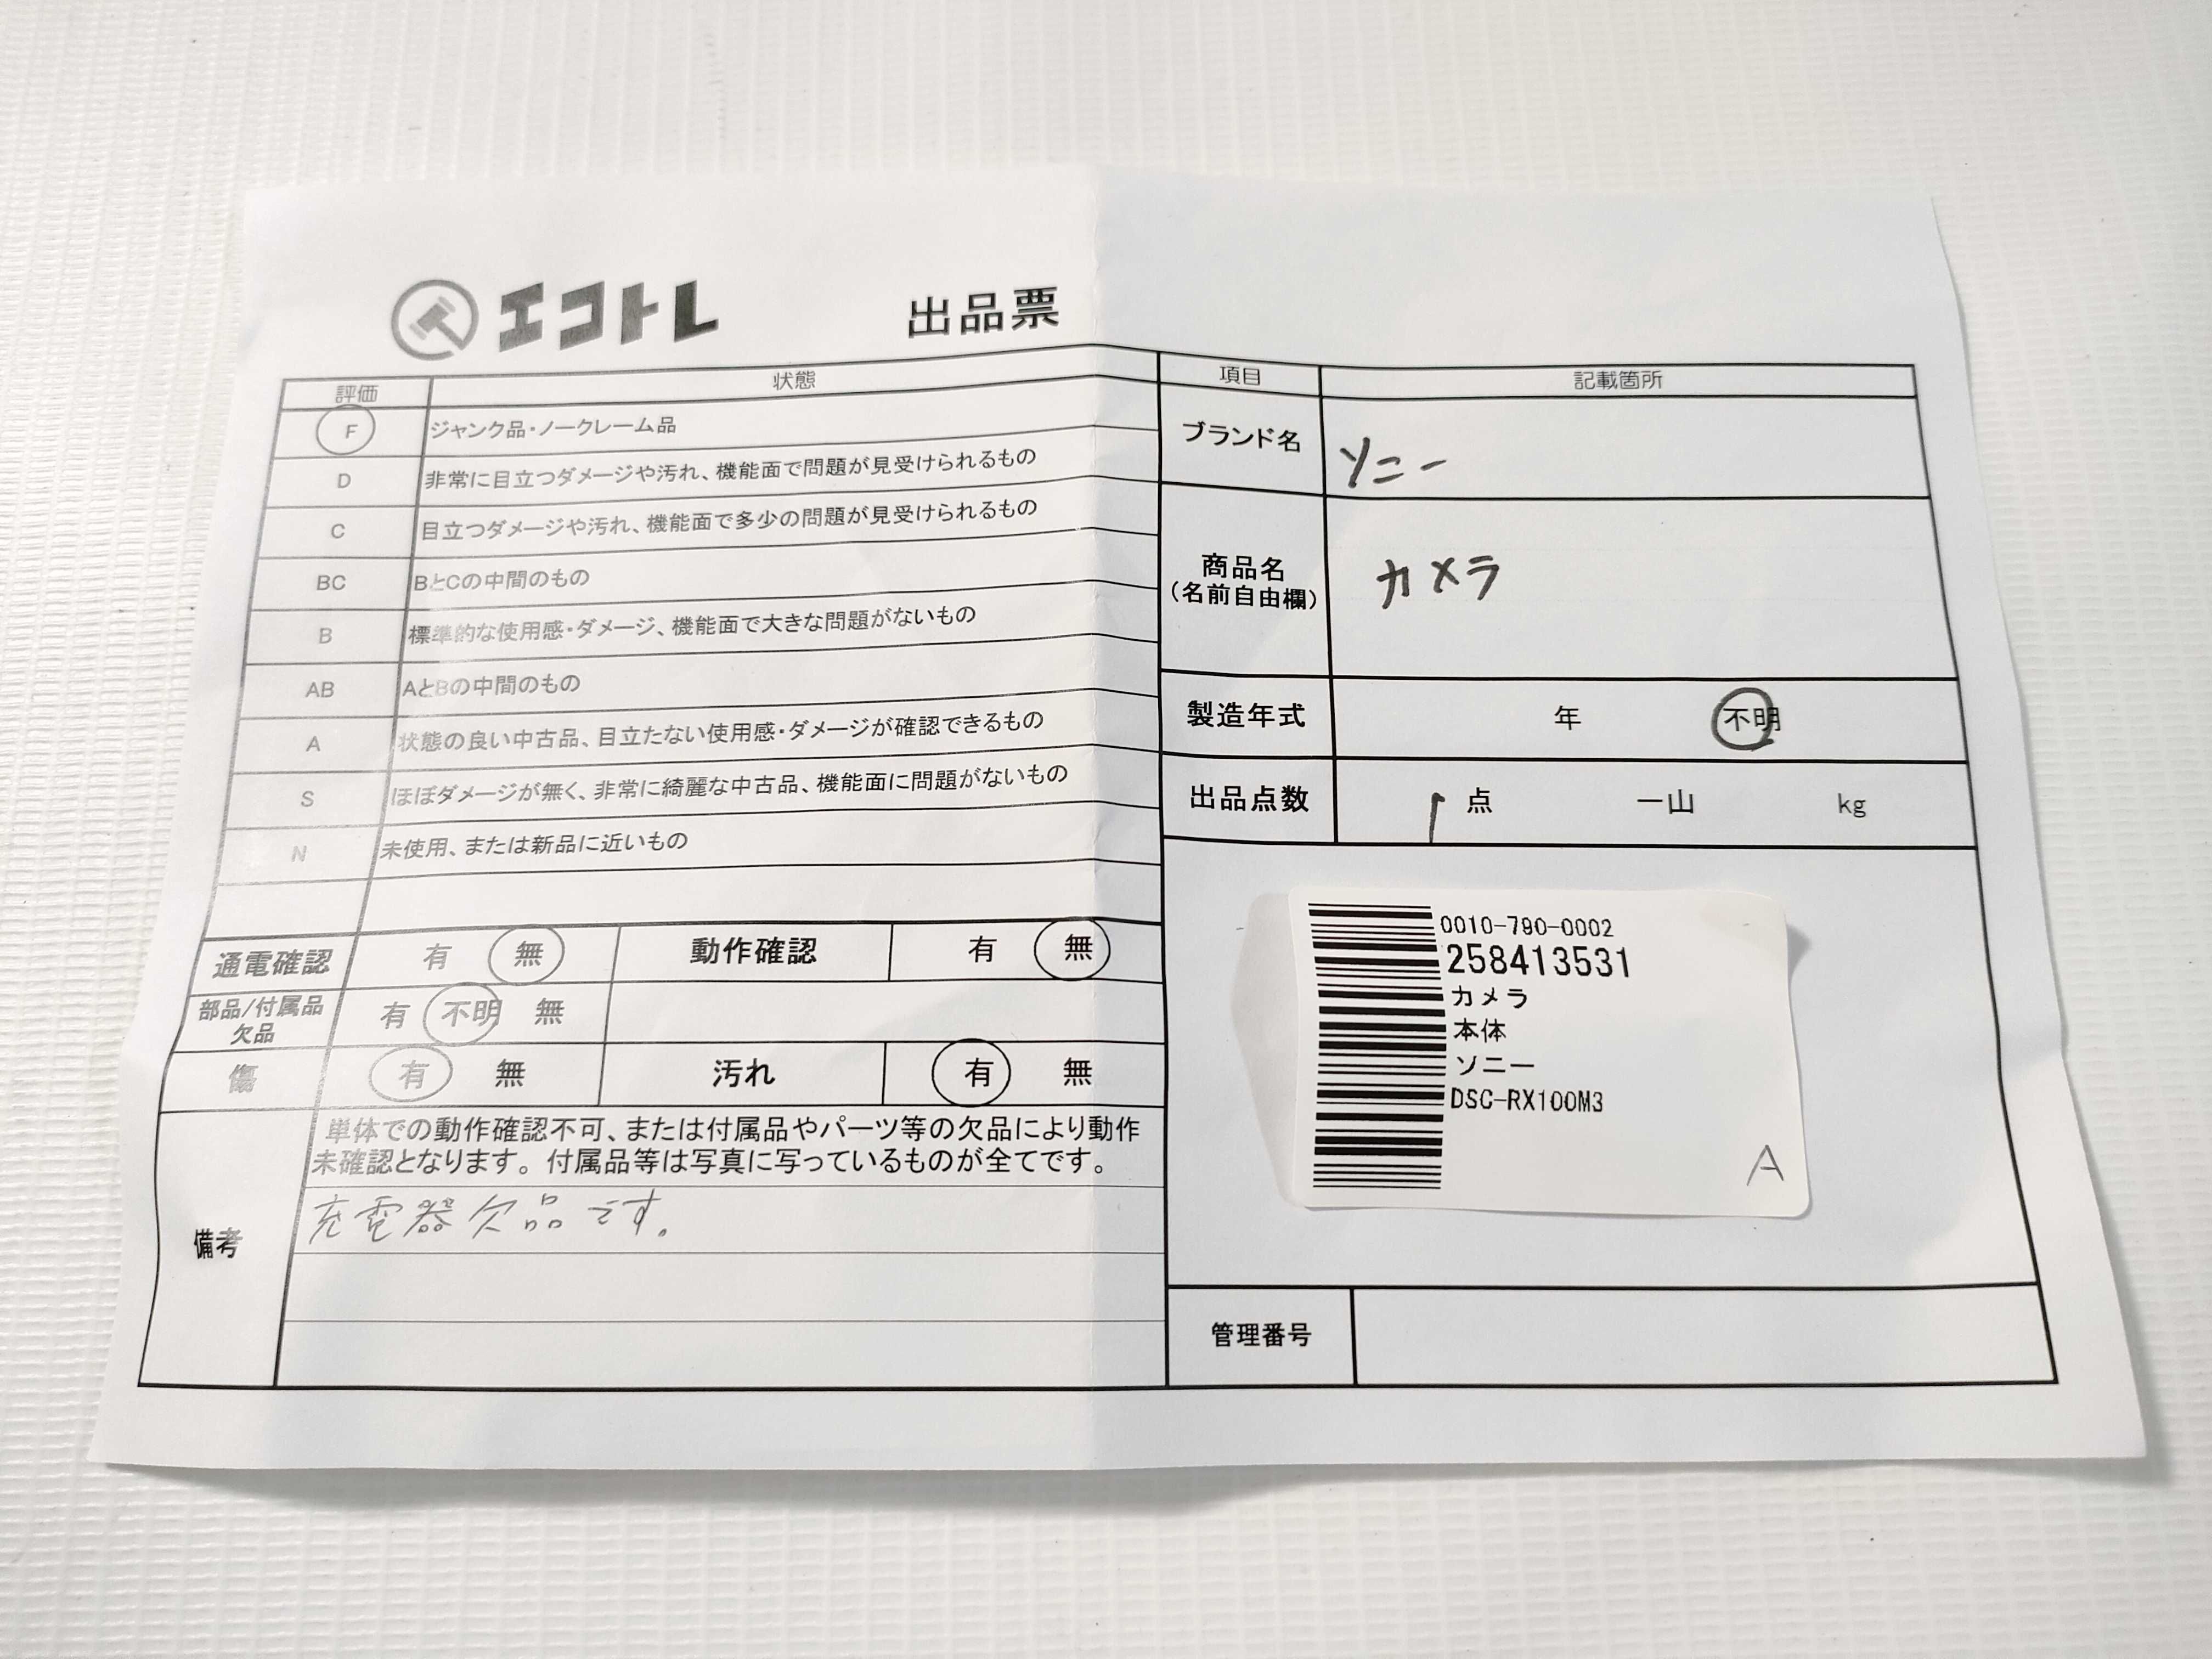 エコトレ 出品票
評価 状態
F ジャンク品・ノークレーム品
D 非常に目立つダメージや汚れ、機能面で問題が見受けられるもの
C 目立つダメージや汚れ、機能面で多少の問題が見受けられるもの
BC BとCの中間のもの
B 標準的な使用感・ダメージ、機能面で大きな問題がないもの
AB AとBの中間のもの
A 状態の良い中古品、目立たない使用感・ダメージが確認できるもの
S ほぼダメージが無く、非常に綺麗な中古品、機能面に問題がないもの
N 未使用、または新品に近いもの
通電確認 有 無 動作確認 有 無
部品/付属品
欠品 有 不明 無
傷 有 無 汚れ 有 無
備考
単体での動作確認不可、または付属品やパーツ等の欠品により動作
未確認となります。付属品等は写真に写っているものが全てです。
充電器欠品です。
項目 記載箇所
ブランド名 ソニー
商品名
(名前自由欄) カメラ
製造年式 年 不明
出品点数 1 点 一山 kg
0010-790-0002
258413531
カメラ
本体
ソニー
DSC-RX100M3
A
管理番号